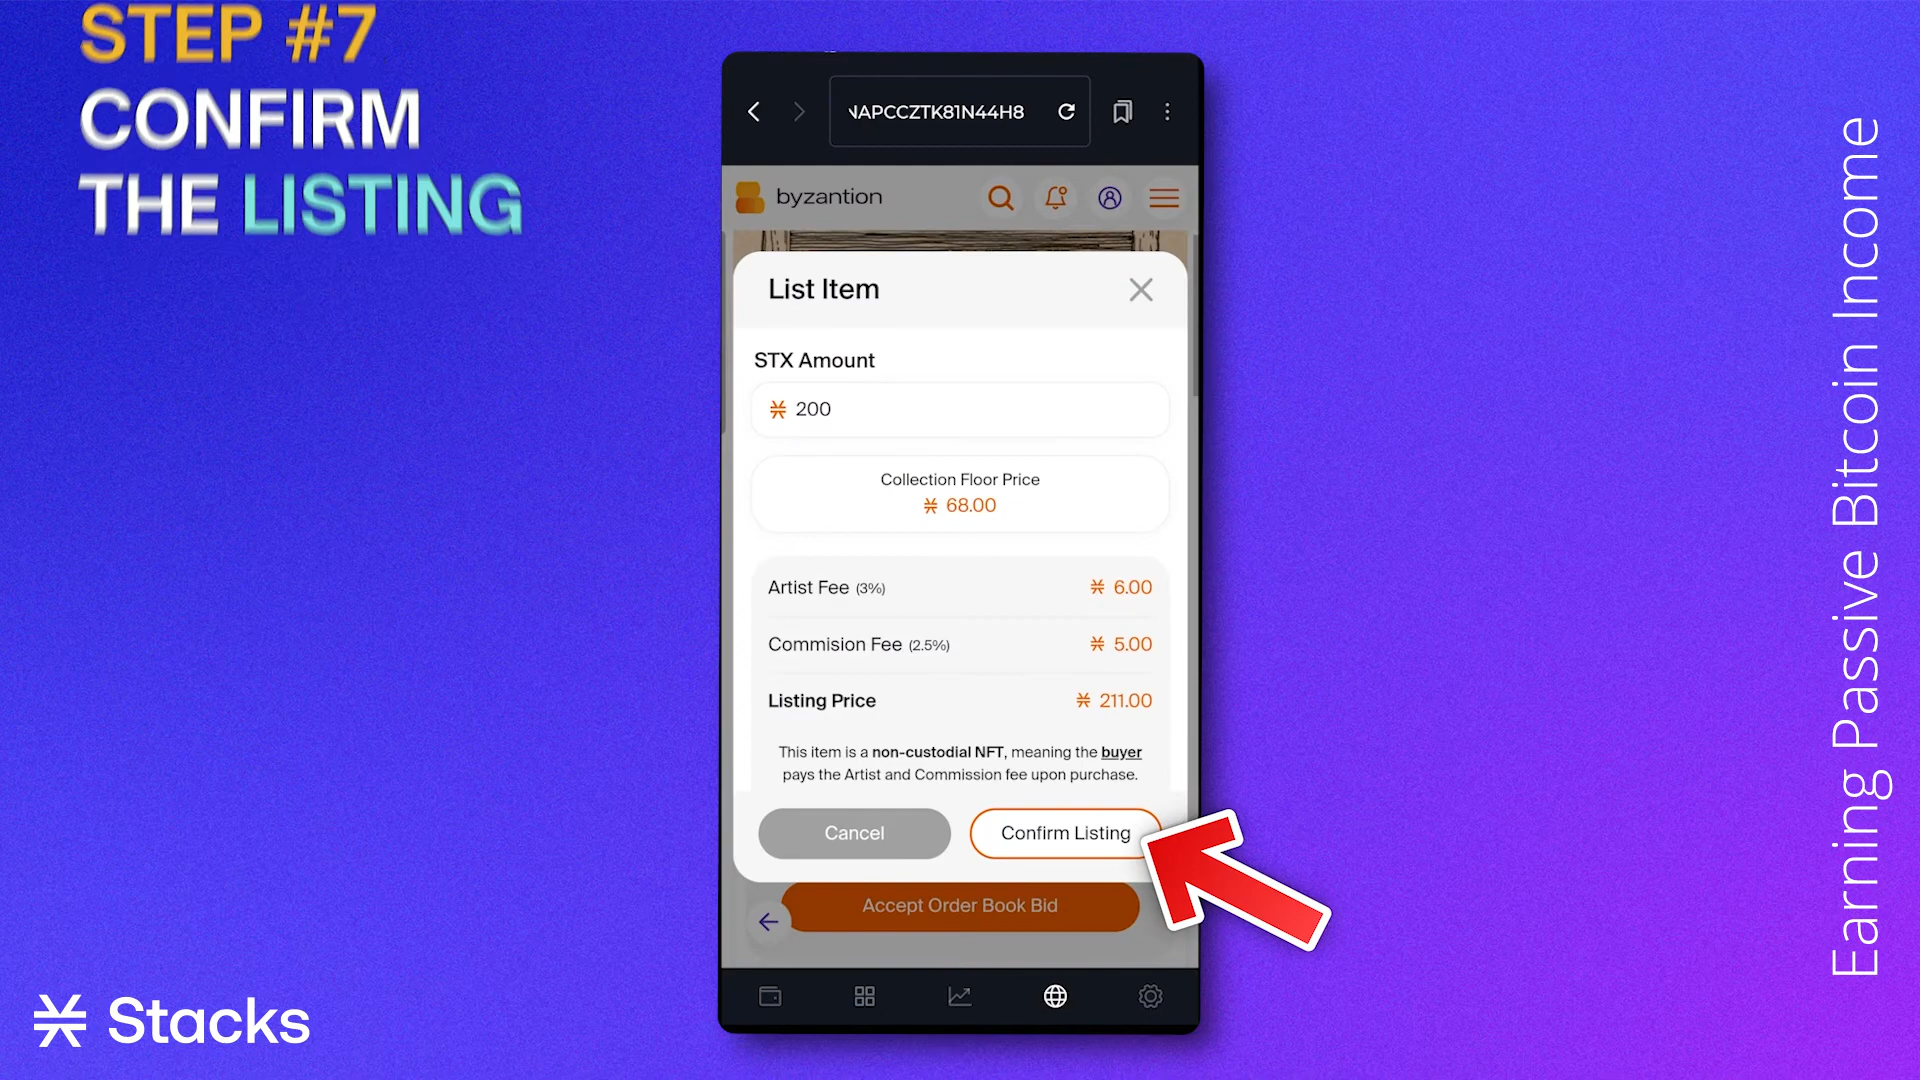 STEP #7
CONFIRM
THE LISTING
NAPCCZTK81N44H8
byzantion
List Item
STX Amount
200
Collection Floor Price
68.00
Artist Fee (3%)
6.00
Commision Fee (2.5%)
5.00
Listing Price
211.00
This item is a non-custodial NFT, meaning the buyer
pays the Artist and Commission fee upon purchase.
Cancel
Confirm Listing
Accept Order Book Bid
Stacks
Earning Passive Bitcoin Income